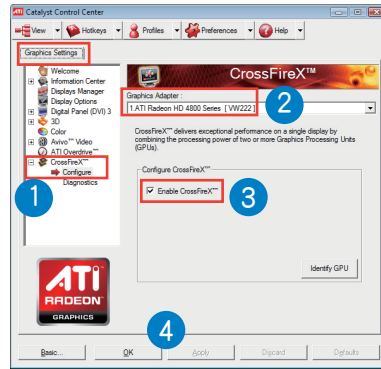 Catalyst Control Center
View Hotkeys Profiles Preferences Help
Graphics Settings
Welcome
Information Center
Displays Manager
Display Options
Digital Panel (DVI) 3
3D
Color
Avivo™ Video
ATI Overdrive™
CrossFireX™
Configure
Diagnostics
1
ATI
RADEON
GRAPHICS
CrossFireX™
Graphics Adapter :
1.ATI Radeon HD 4800 Series [ VW222 ]
2
CrossFireX™ delivers exceptional performance on a single display by
combining the processing power of two or more Graphics Processing Units
(GPUs).
Configure CrossFireX™
Enable CrossFireX™
3
Identify GPU
4
Basic... OK Apply Discard Defaults